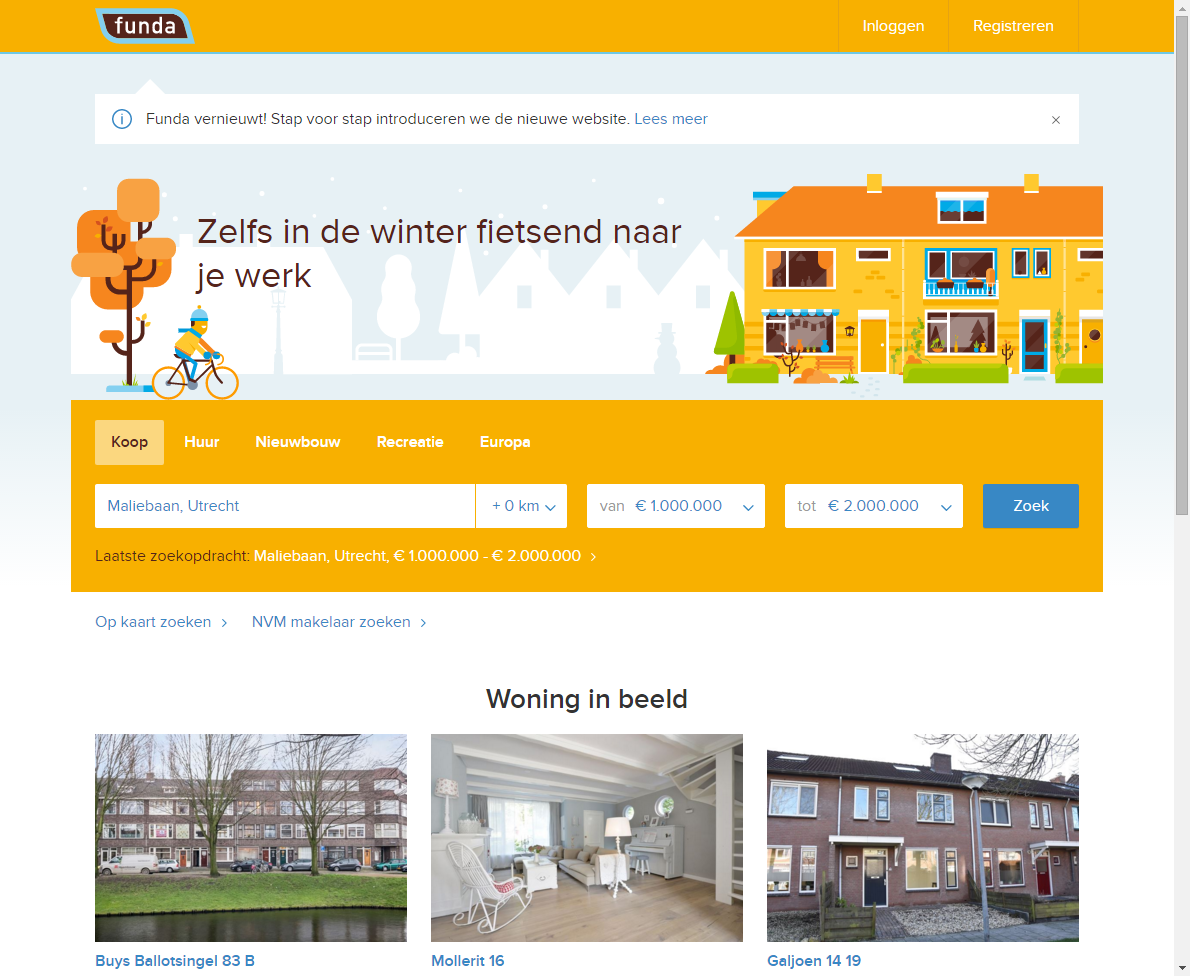 funda
Inloggen
Registreren
Funda vernieuwt! Stap voor stap introduceren we de nieuwe website. Lees meer
Zelfs in de winter fietsend naar
je werk
Koop
Huur
Nieuwbouw
Recreatie
Europa
Maliebaan, Utrecht
+ 0 km
van € 1.000.000
tot € 2.000.000
Zoek
Laatste zoekopdracht: Maliebaan, Utrecht, € 1.000.000 - € 2.000.000
Op kaart zoeken
NVM makelaar zoeken
Woning in beeld
Buys Ballotsingel 83 B
Mollerit 16
Galjoen 14 19